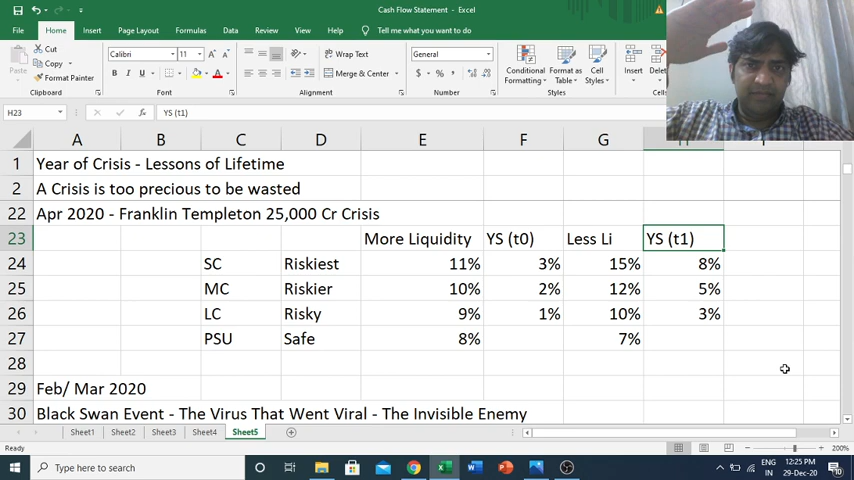 Cash Flow Statement - Excel
File Home Insert Templatus Formulas Data Review View Help Tell me what you want to do
Cut
Copy
Format Painter
Paste
Clipboard
Calibri 11
B I U
Font
Wrap Text
Merge & Center
Alignment
General
$ % ,
Number
Conditional Formatting
Format as Table
Cell Styles
Styles
Insert
Delet
Ce
H23 fx YS (t1)
A B C D E F G H I
1 Year of Crisis - Lessons of Lifetime
2 A Crisis is too precious to be wasted
22 Apr 2020 - Franklin Templeton 25,000 Cr Crisis
23 More Liquidity YS (t0) Less Li YS (t1)
24 SC Riskiest 11% 3% 15% 8%
25 MC Riskier 10% 2% 12% 5%
26 LC Risky 9% 1% 10% 3%
27 PSU Safe 8% 7%
28
29 Feb/ Mar 2020
30 Black Swan Event - The Virus That Went Viral - The Invisible Enemy
Sheet1 Sheet2 Sheet3 Sheet4 Sheet5
Ready
200%
Type here to search
ENG
IN
12:25 PM
29-Dec-20
10